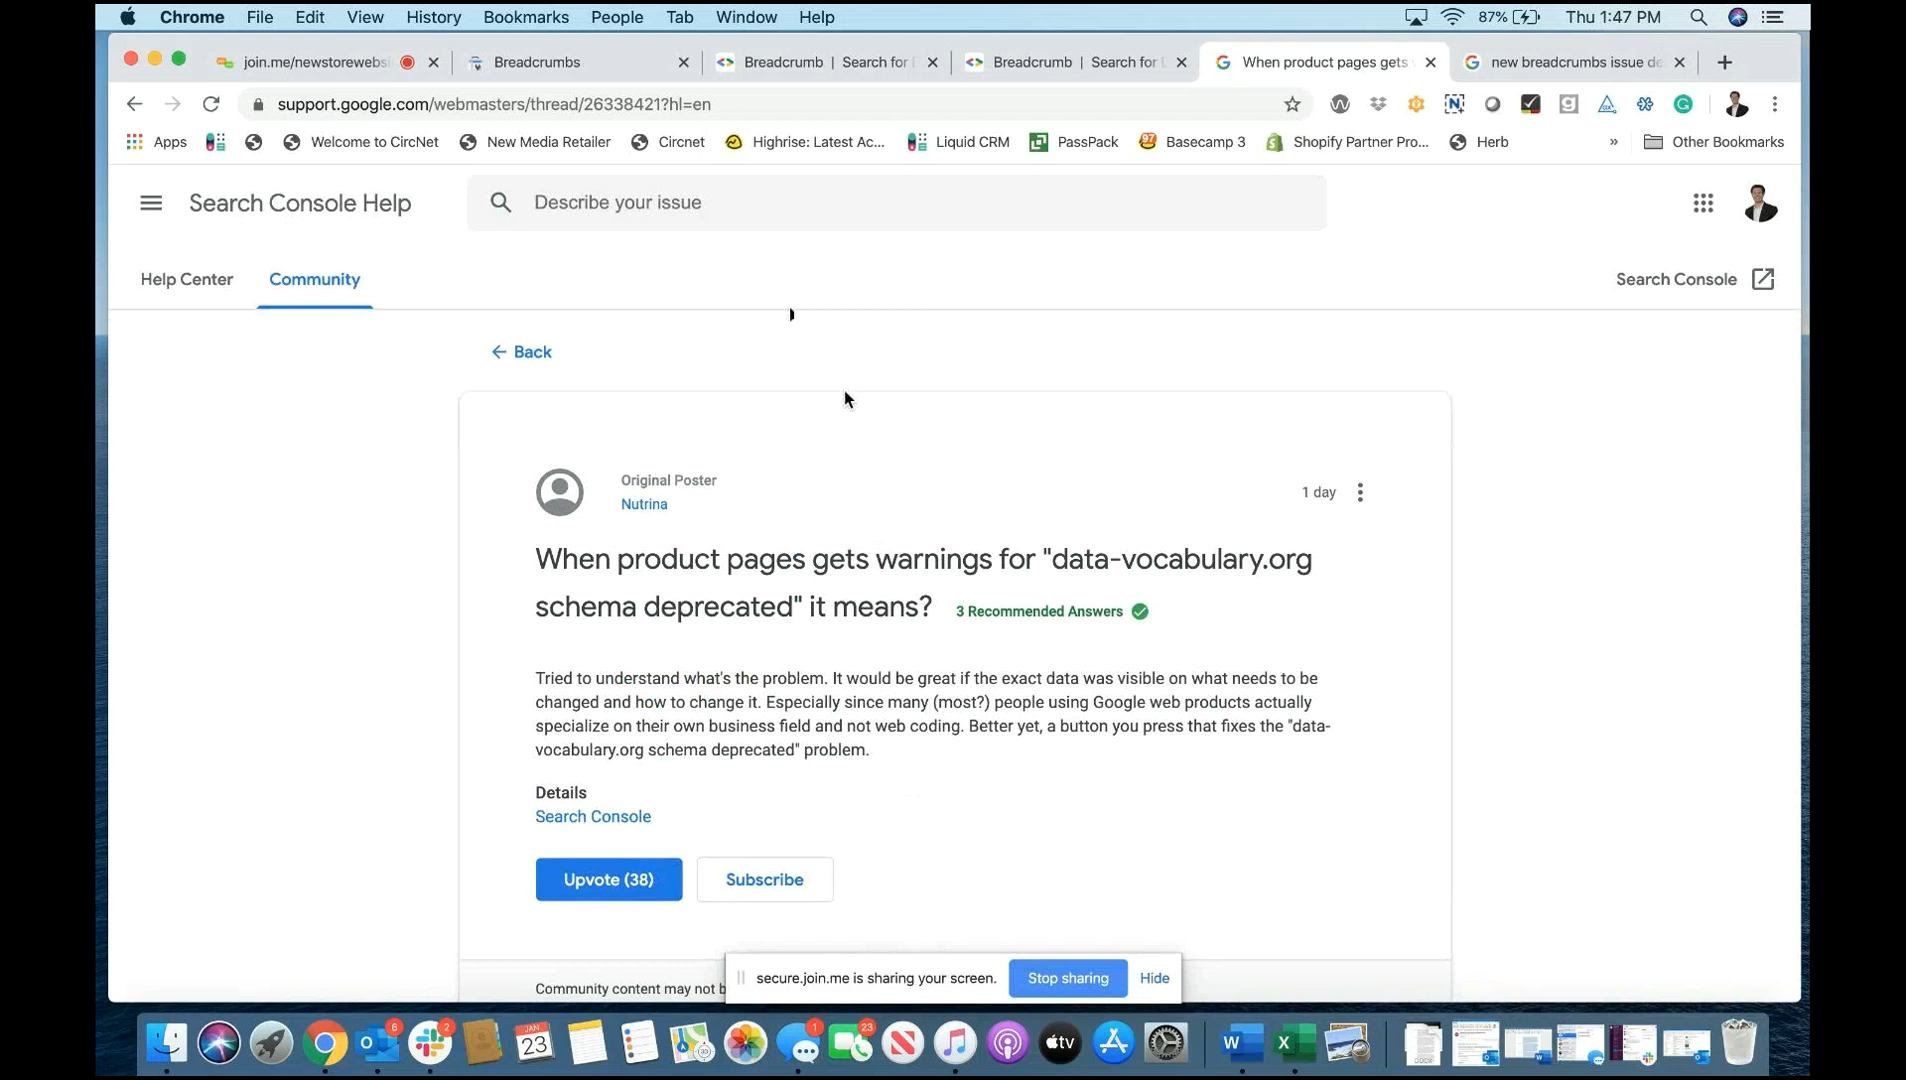 Chrome File Edit View History Bookmarks People Tab Window Help 87% Thu 1:47 PM
join.me/newstorewebsi Breadcrumbs Breadcrumb | Search for Breadcrumb | Search for When product pages gets new breadcrumbs issue de
support.google.com/webmasters/thread/26338421?hl=en
Apps Welcome to CircNet New Media Retailer Circnet Highrise: Latest Ac... Liquid CRM PassPack Basecamp 3 Shopify Partner Pro... Herb » Other Bookmarks
Search Console Help Describe your issue
Help Center Community Search Console
Back
Original Poster
Nutrina
1 day
When product pages gets warnings for "data-vocabulary.org
schema deprecated" it means? 3 Recommended Answers
Tried to understand what's the problem. It would be great if the exact data was visible on what needs to be
changed and how to change it. Especially since many (most?) people using Google web products actually
specialize on their own business field and not web coding. Better yet, a button you press that fixes the "data-
vocabulary.org schema deprecated" problem.
Details
Search Console
Upvote (38) Subscribe
Community content may not b
secure.join.me is sharing your screen. Stop sharing Hide
6 2 JAN 23 1 23 tv W X